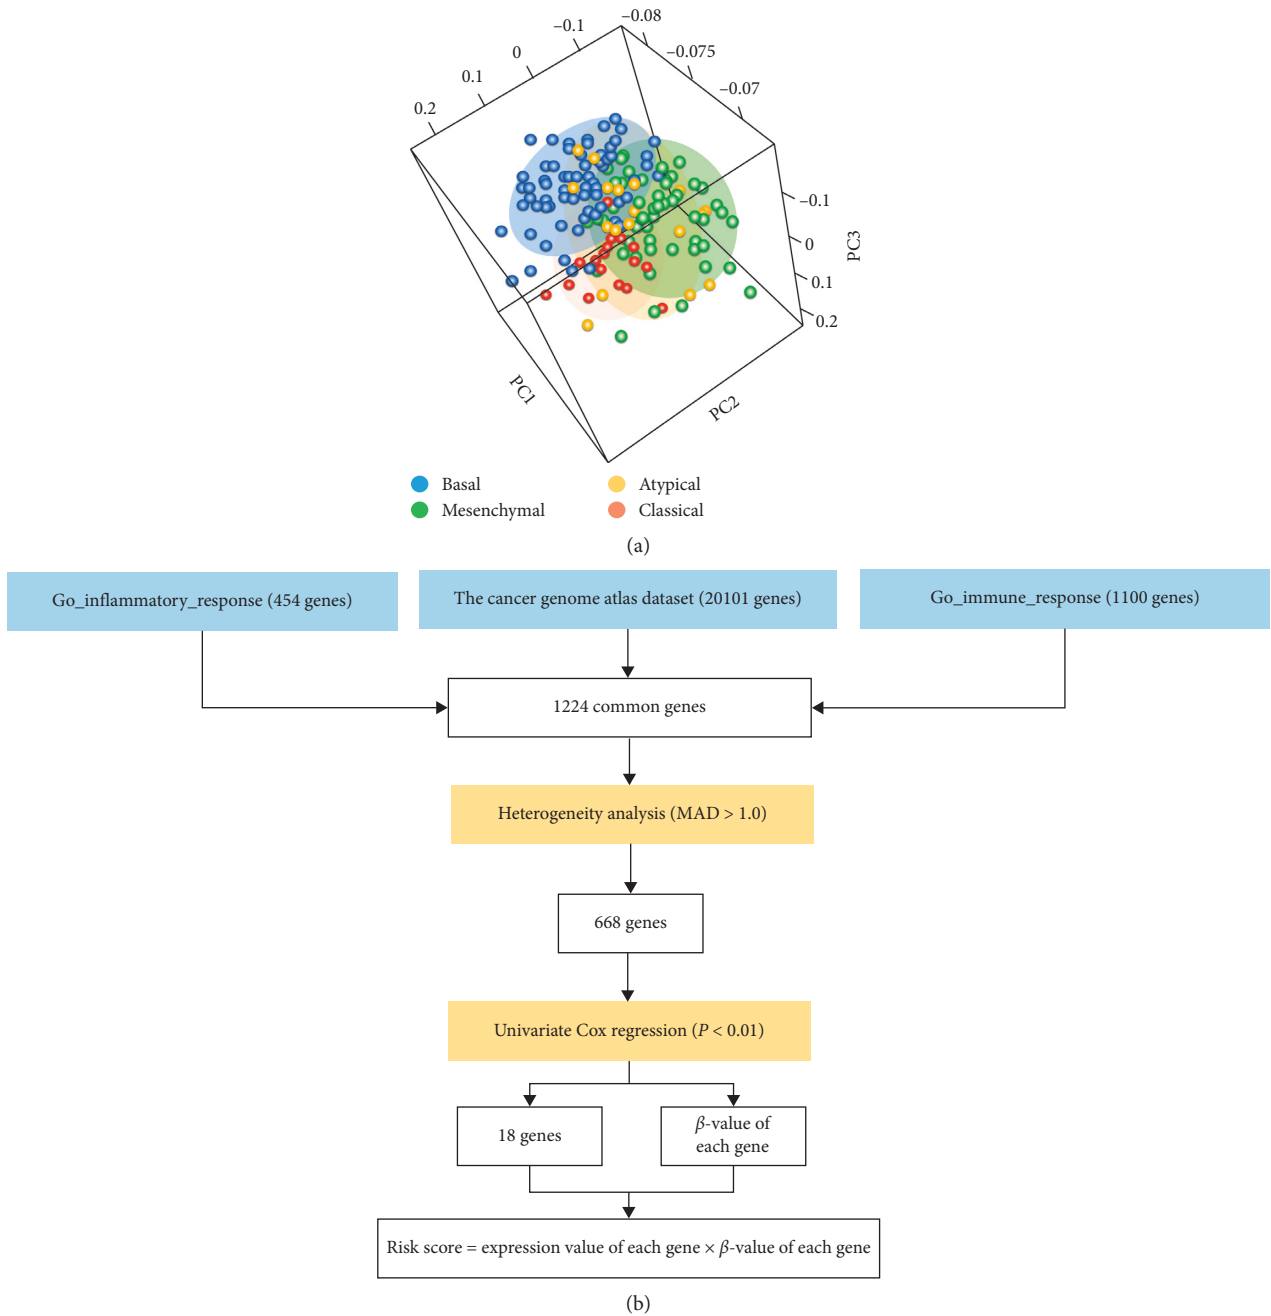 −0.1
−0.08
0
−0.075
0.1
−0.07
0.2
−0.1
0
PC3
0.1
0.2
PC1
PC2
Basal
Atypical
Mesenchymal
Classical
(a)
Go_inflammatory_response (454 genes)
The cancer genome atlas dataset (20101 genes)
Go_immune_response (1100 genes)
1224 common genes
Heterogeneity analysis (MAD > 1.0)
668 genes
Univariate Cox regression (P < 0.01)
18 genes
β-value of
each gene
Risk score = expression value of each gene × β-value of each gene
(b)